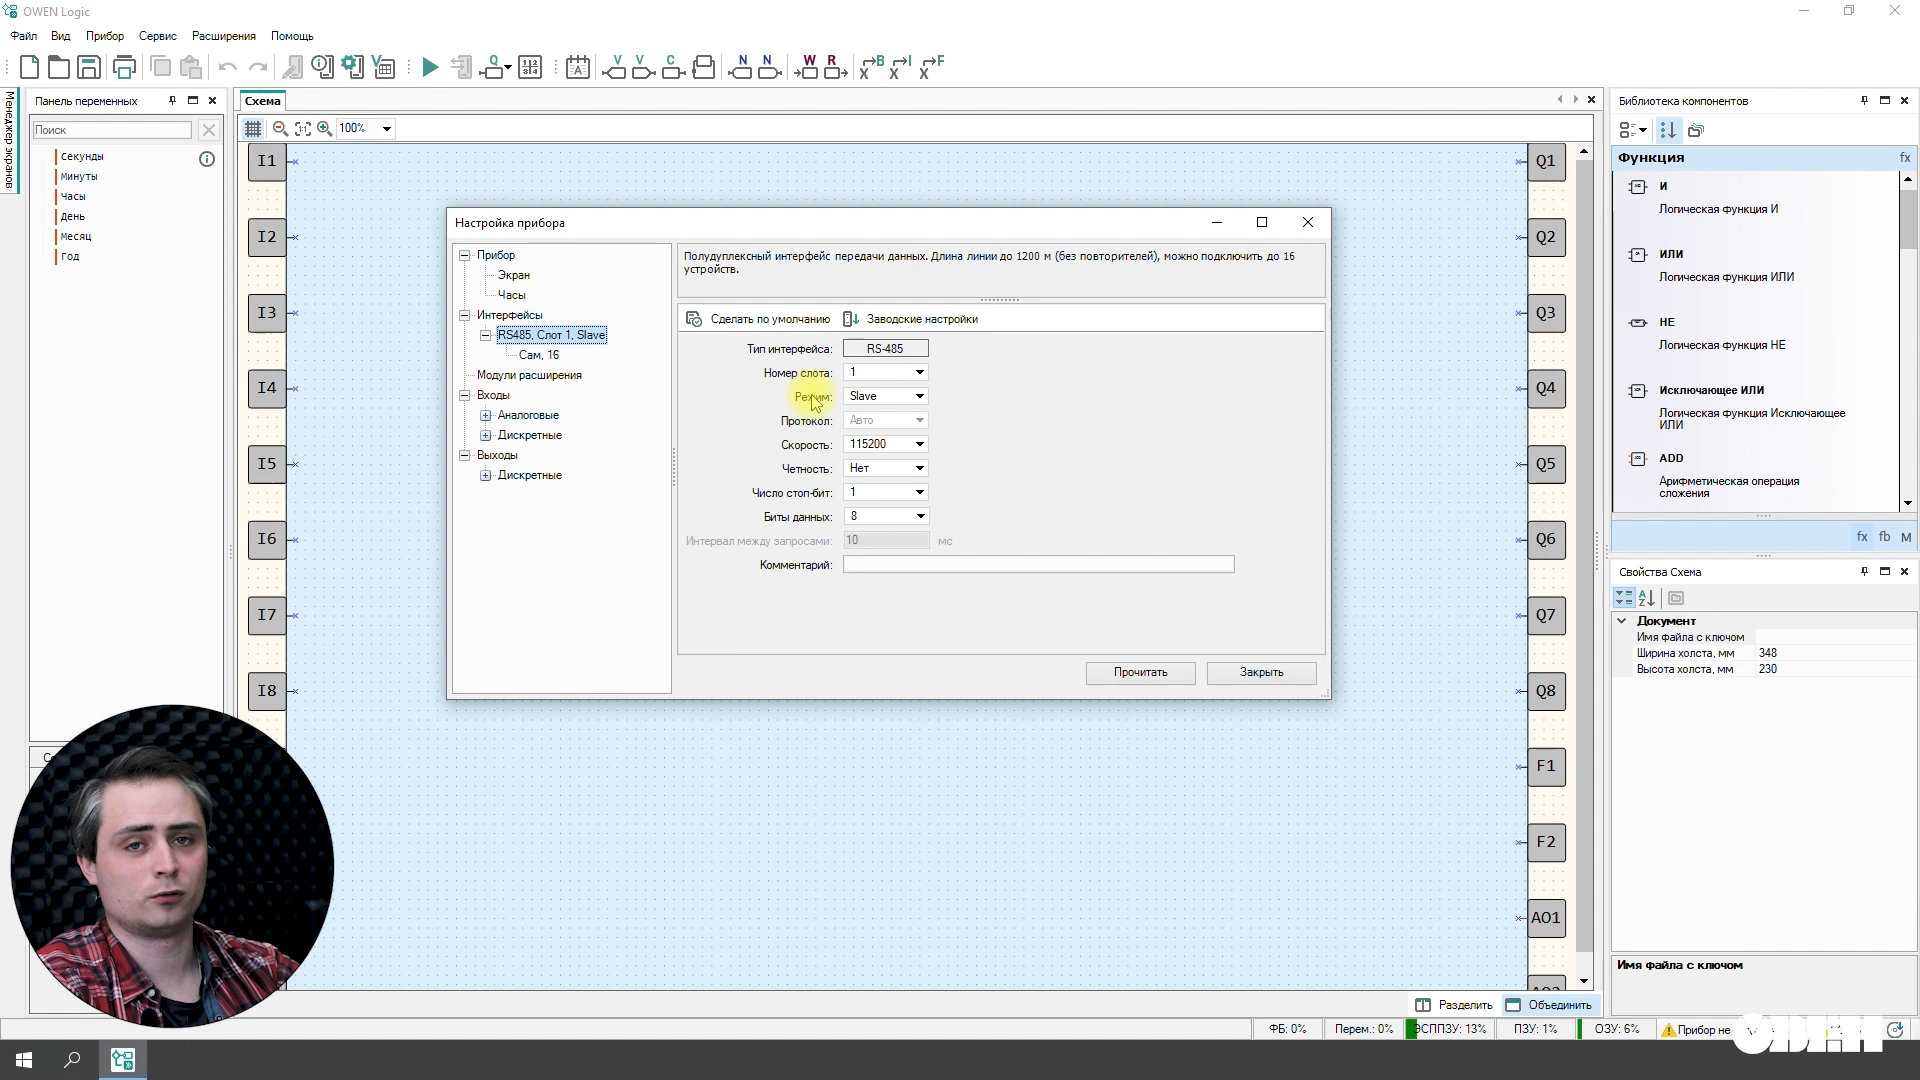 OWEN Logic
Файл Вид Прибор Сервис Расширения Помощь
Менеджер экранов
Панель переменных
Поиск
Секунды
Минуты
Часы
День
Месяц
Год
Схема
100%
I1
I2
I3
I4
I5
I6
I7
I8
Q1
Q2
Q3
Q4
Q5
Q6
Q7
Q8
F1
F2
AO1
Настройка прибора
Прибор
Экран
Часы
Интерфейсы
RS485, Слот 1, Slave
Сам, 16
Модули расширения
Входы
Аналоговые
Дискретные
Выходы
Дискретные
Полудуплексный интерфейс передачи данных. Длина линии до 1200 м (без повторителей), можно подключить до 16
устройств.
Сделать по умолчанию Заводские настройки
Тип интерфейса: RS-485
Номер слота: 1
Режим: Slave
Протокол: Авто
Скорость: 115200
Четность: Нет
Число стоп-бит: 1
Биты данных: 8
Интервал между запросами: 10 мс
Комментарий:
Прочитать Закрыть
Библиотека компонентов
Функция fx
И
Логическая функция И
ИЛИ
Логическая функция ИЛИ
НЕ
Логическая функция НЕ
Исключающее ИЛИ
Логическая функция Исключающее
ИЛИ
ADD
Арифметическая операция
сложения
fx fb M
Свойства Схема
Документ
Имя файла с ключом
Ширина холста, мм 348
Высота холста, мм 230
Имя файла с ключом
Разделить Объединить
ФБ: 0% Перем.: 0% ЭСППЗУ: 13% ПЗУ: 1% ОЗУ: 6% Прибор не
ОВЕН